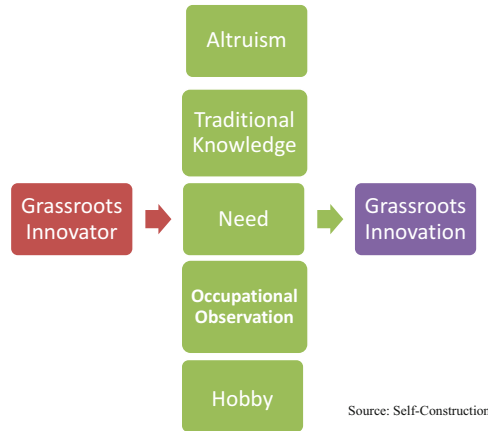 Altruism
Traditional
Knowledge
Grassroots
Innovator
Need
Grassroots
Innovation
Occupational
Observation
Hobby
Source: Self-Construction